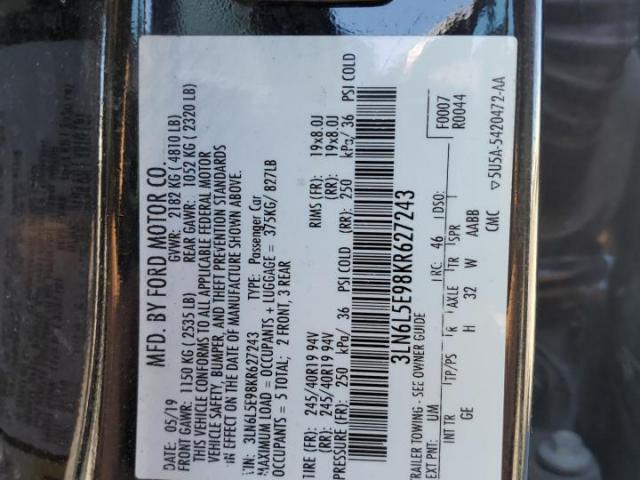 MFD. BY FORD MOTOR CO.
DATE: 05/19 GVWR: 2182 KG ( 4810 LB)
FRONT GAWR: 1150 KG ( 2535 LB) REAR GAWR: 1052 KG ( 2320 LB)
THIS VEHICLE CONFORMS TO ALL APPLICABLE FEDERAL MOTOR
VEHICLE SAFETY, BUMPER, AND THEFT PREVENTION STANDARDS
IN EFFECT ON THE DATE OF MANUFACTURE SHOWN ABOVE.
VIN: 3LN6L5E98KR627243 TYPE: Passenger Car
MAXIMUM LOAD = OCCUPANTS + LUGGAGE = 375KG/ 827LB
OCCUPANTS = 5 TOTAL; 2 FRONT, 3 REAR
TIRE (FR): 245/40R19 94V RIMS (FR): 19x8.0J
(RR): 245/40R19 94V (RR): 19x8.0J
PRESSURE (FR): 250 kPa/ 36 PSI COLD (RR): 250 kPa/ 36 PSI COLD
3LN6L5E98KR627243
TRAILER TOWING - SEE OWNER GUIDE
F0007
R0044
EXT PNT: UM RC: 46 DSO:
INT TR TP/PS R AXLE TR SPR
GE H 32 W AABB
CMC
▽5U5A-5420472-AA